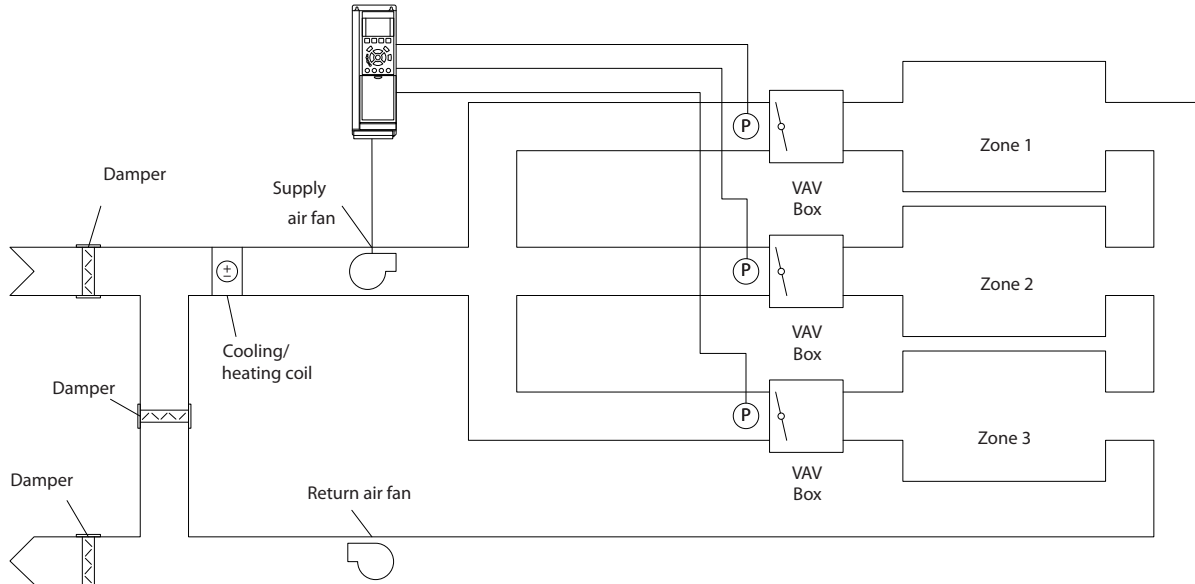 Damper
Supply
air fan
P
VAV
Box
Zone 1
±
Cooling/
heating coil
P
VAV
Box
Zone 2
Damper
P
VAV
Box
Zone 3
Damper
Return air fan